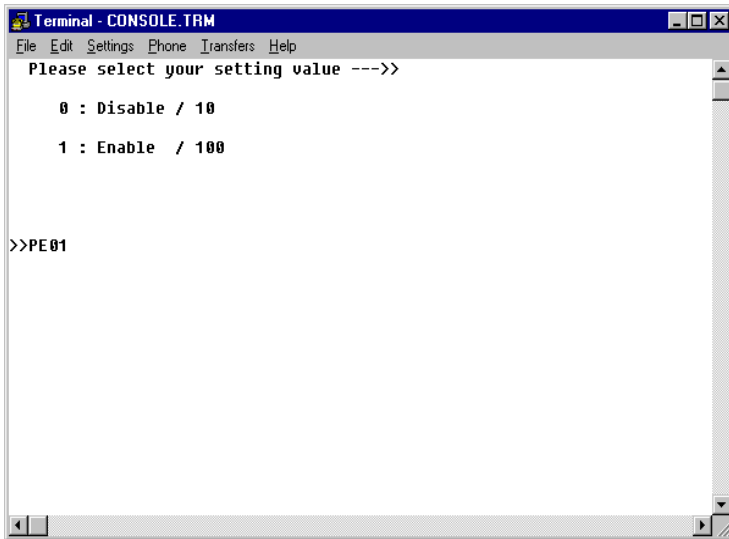 Terminal - CONSOLE.TRM
File Edit Settings Phone Transfers Help
Please select your setting value --->>
0 : Disable / 10
1 : Enable / 100
>>PE01